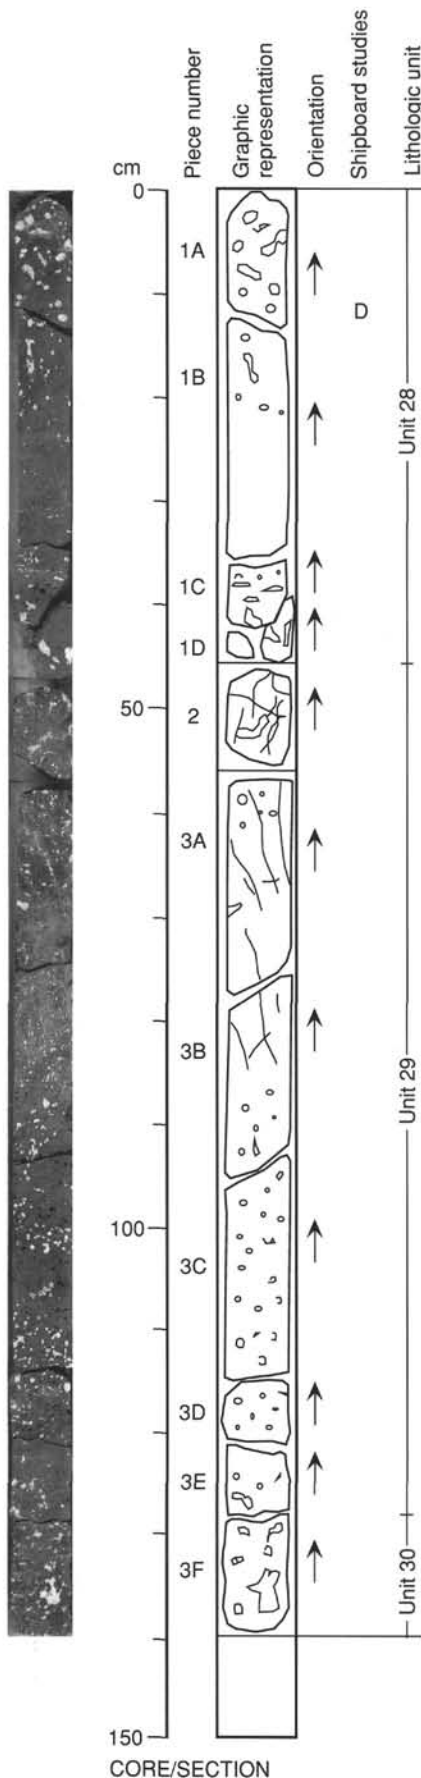 cm
Piece number
Graphic
representation
Orientation
Shipboard studies
Lithologic unit
0
1A
D
1B
Unit 28
1C
1D
50
2
3A
3B
Unit 29
100
3C
3D
3E
3F
Unit 30
150
CORE/SECTION